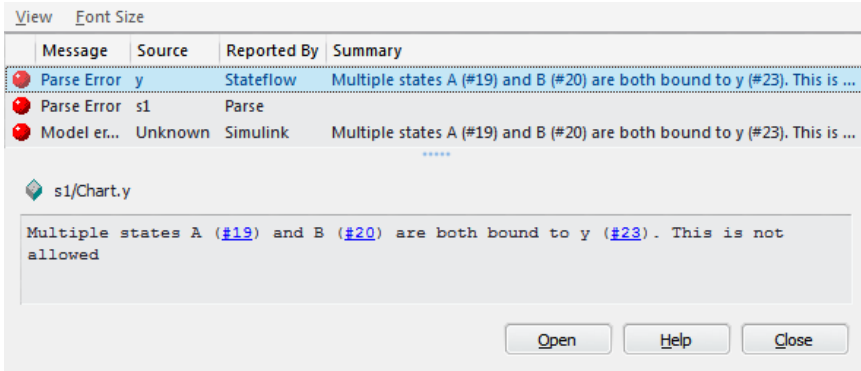 View Font Size
Message Source Reported By Summary
Parse Error y Stateflow Multiple states A (#19) and B (#20) are both bound to y (#23). This is ...
Parse Error s1 Parse
Model er... Unknown Simulink Multiple states A (#19) and B (#20) are both bound to y (#23). This is ...
s1/Chart.y
Multiple states A (#19) and B (#20) are both bound to y (#23). This is not
allowed
Open Help Close